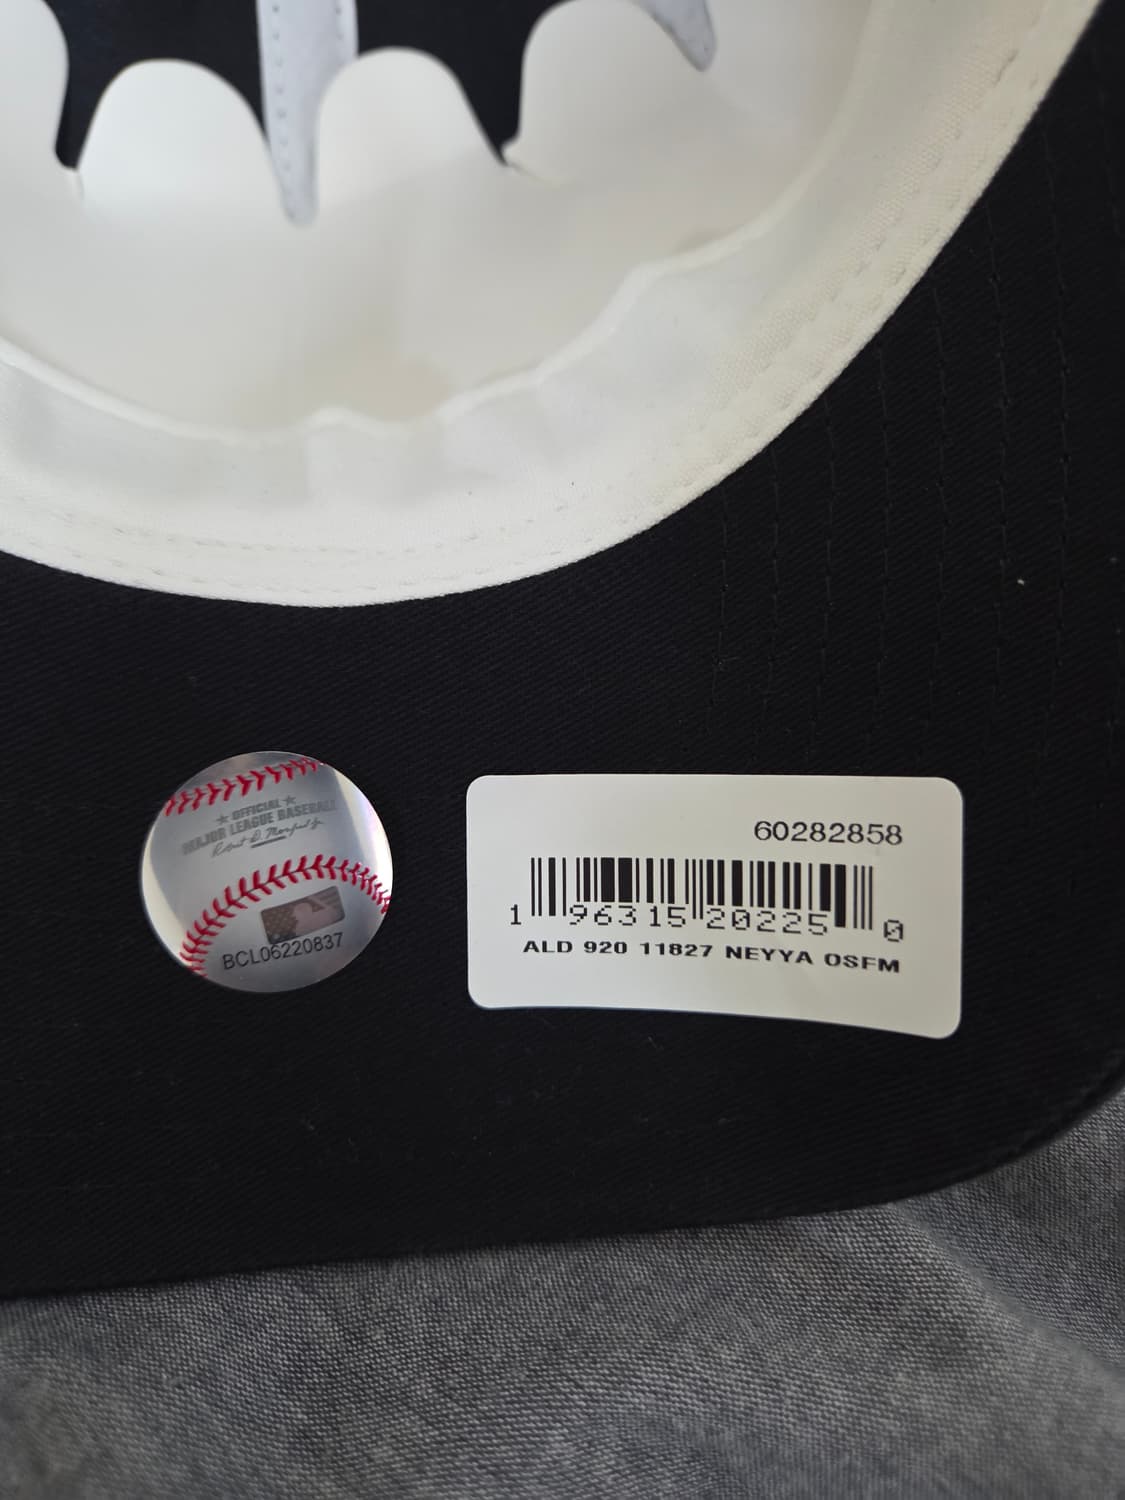 ★ OFFICIAL ★
MAJOR LEAGUE BASEBALL
BCL06220837
60282858
1 96315 20225 0
ALD 920 11827 NEYYA OSFM